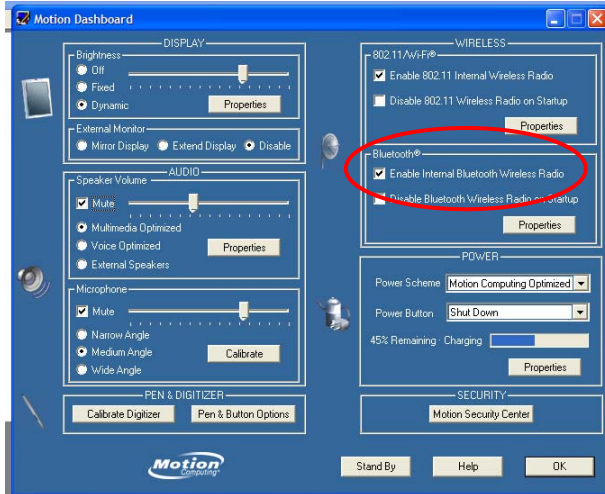 Motion Dashboard
DISPLAY
Brightness
Off
Fixed
Dynamic
Properties
External Monitor
Mirror Display
Extend Display
Disable
AUDIO
Speaker Volume
Mute
Multimedia Optimized
Voice Optimized
External Speakers
Properties
Microphone
Mute
Narrow Angle
Medium Angle
Wide Angle
Calibrate
PEN & DIGITIZER
Calibrate Digitizer
Pen & Button Options
WIRELESS
802.11/Wi-Fi®
Enable 802.11 Internal Wireless Radio
Disable 802.11 Wireless Radio on Startup
Properties
Bluetooth®
Enable Internal Bluetooth Wireless Radio
Disable Bluetooth Wireless Radio on Startup
Properties
POWER
Power Scheme Motion Computing Optimized
Power Button Shut Down
45% Remaining - Charging
Properties
SECURITY
Motion Security Center
Motion
Computing®
Stand By
Help
OK